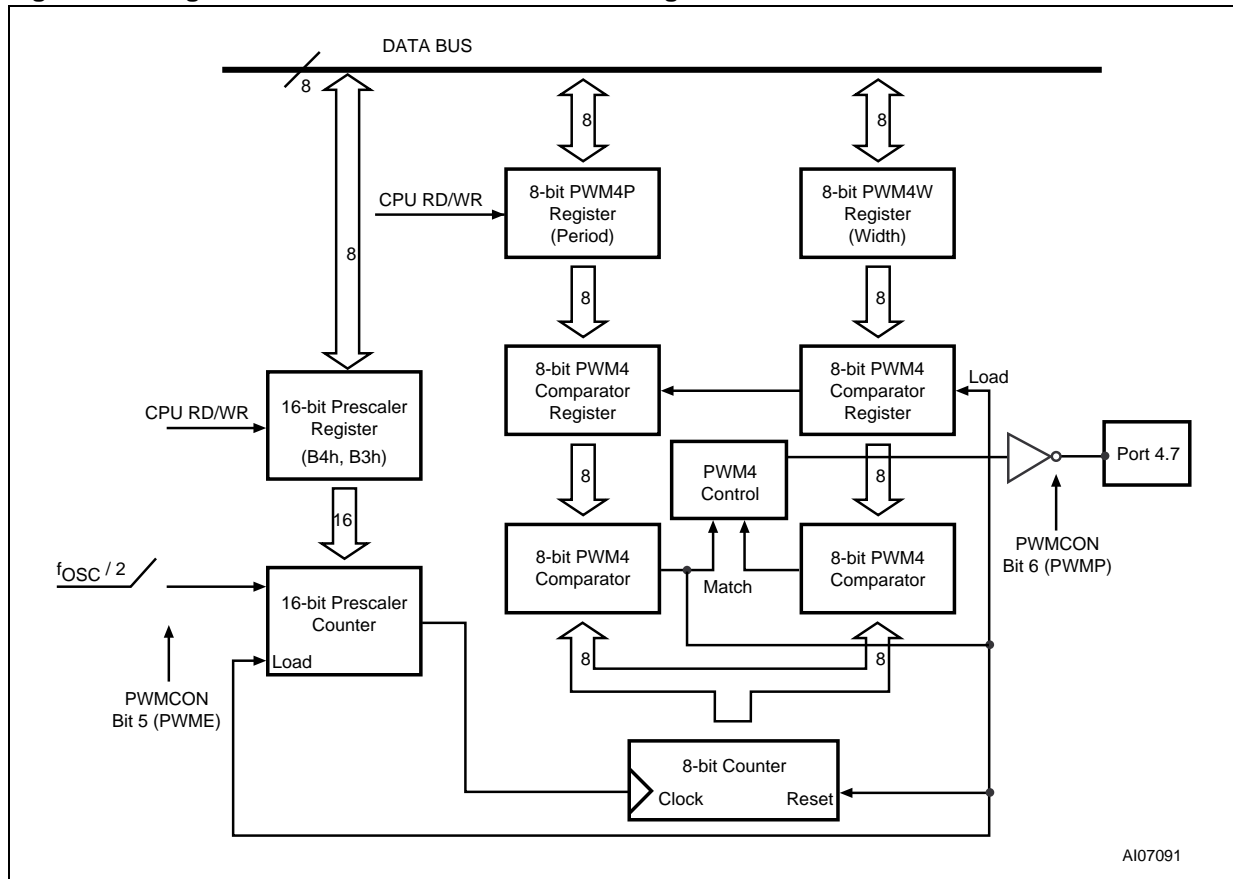 DATA BUS
8
8
8
CPU RD/WR
8-bit PWM4P
Register
(Period)
8-bit PWM4W
Register
(Width)
8
8
8
CPU RD/WR
16-bit Prescaler
Register
(B4h, B3h)
8-bit PWM4
Comparator
Register
8-bit PWM4
Comparator
Register
Load
8
8
PWM4
Control
Port 4.7
16
fOSC / 2
16-bit Prescaler
Counter
Load
8-bit PWM4
Comparator
Match
8-bit PWM4
Comparator
PWMCON
Bit 6 (PWMP)
PWMCON
Bit 5 (PWME)
8
8
8-bit Counter
Clock
Reset
AI07091